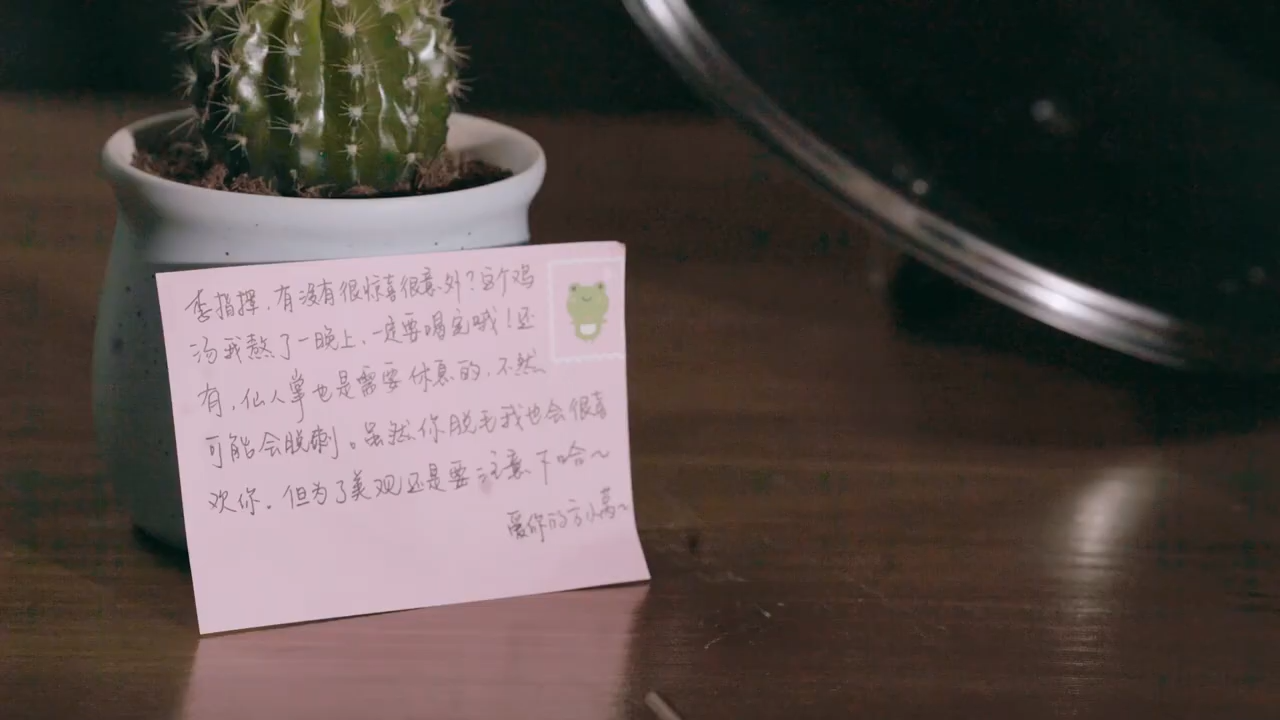 李指挥,有没有很惊喜很意外?这个鸡
汤我熬了一晚上,一定要喝完哦!还
有,仙人掌也是需要休息的,不然
可能会脱刺。虽然你脱毛我也会很喜
欢你。但为了美观还是要注意下哈~
爱你的方小萬~